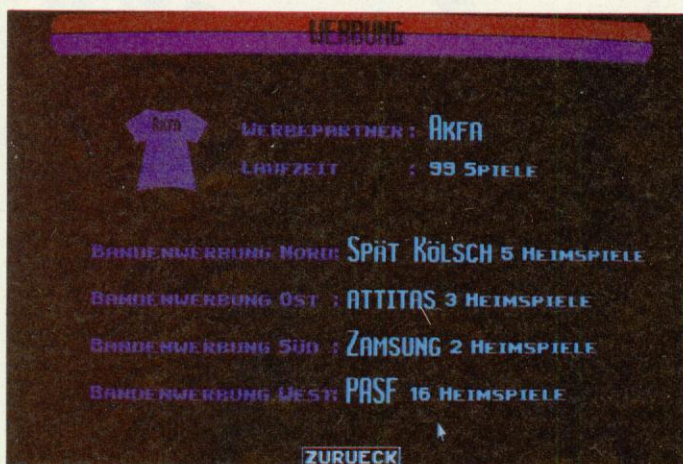 WERBUNG
AKFA
WERBEPARTNER: AKFA
LAUFZEIT : 99 SPIELE
BANDENWERBUNG NORD: SPÄT KÖLSCH 5 HEIMSPIELE
BANDENWERBUNG OST : ATTITAS 3 HEIMSPIELE
BANDENWERBUNG SÜD : ZAMSUNG 2 HEIMSPIELE
BANDENWERBUNG WEST: PASF 16 HEIMSPIELE
ZURUECK